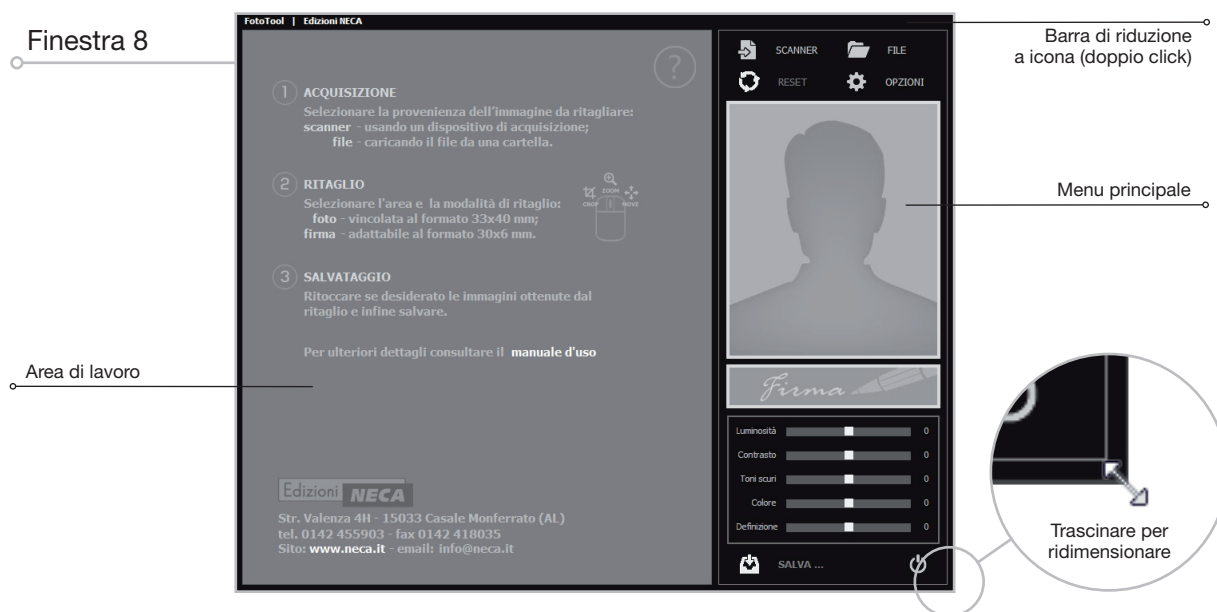 Finestra 8
FotoTool | Edizioni NECA
Barra di riduzione
a icona (doppio click)
SCANNER
FILE
RESET
OPZIONI
?
1 ACQUISIZIONE
Selezionare la provenienza dell'immagine da ritagliare:
scanner - usando un dispositivo di acquisizione;
file - caricando il file da una cartella.
2 RITAGLIO
Selezionare l'area e la modalità di ritaglio:
foto - vincolata al formato 33x40 mm;
firma - adattabile al formato 30x6 mm.
ZOOM
CROP
MOVE
Menu principale
3 SALVATAGGIO
Ritoccare se desiderato le immagini ottenute dal
ritaglio e infine salvare.
Per ulteriori dettagli consultare il manuale d'uso
Area di lavoro
Firma
Luminosità 0
Contrasto 0
Toni scuri 0
Colore 0
Definizione 0
Edizioni NECA
Str. Valenza 4H - 15033 Casale Monferrato (AL)
tel. 0142 455903 - fax 0142 418035
Sito: www.neca.it - email: info@neca.it
SALVA ...
Trascinare per
ridimensionare